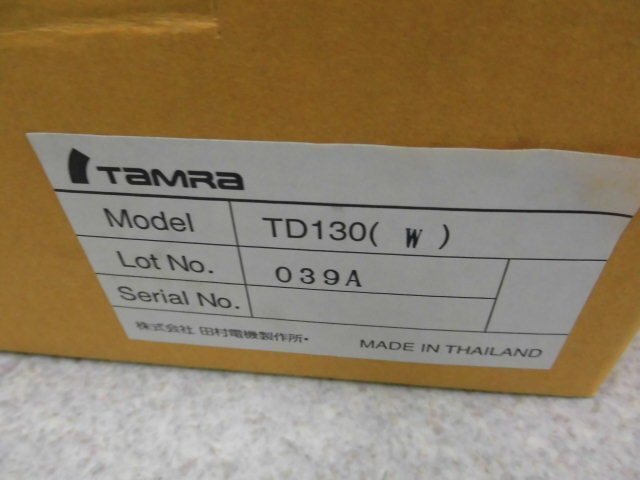 TAMRA
Model TD130( W )
Lot No. 039A
Serial No.
株式会社 田村電機製作所・ MADE IN THAILAND